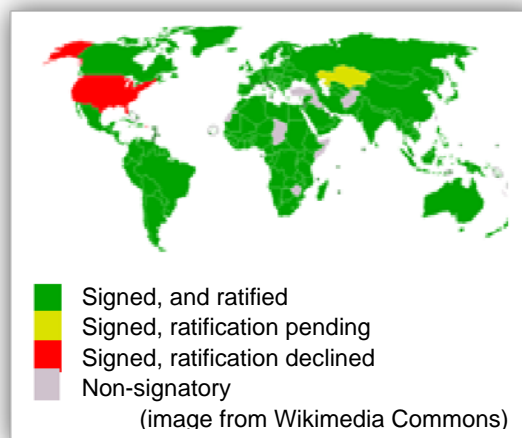 Signed, and ratified
Signed, ratification pending
Signed, ratification declined
Non-signatory
(image from Wikimedia Commons)